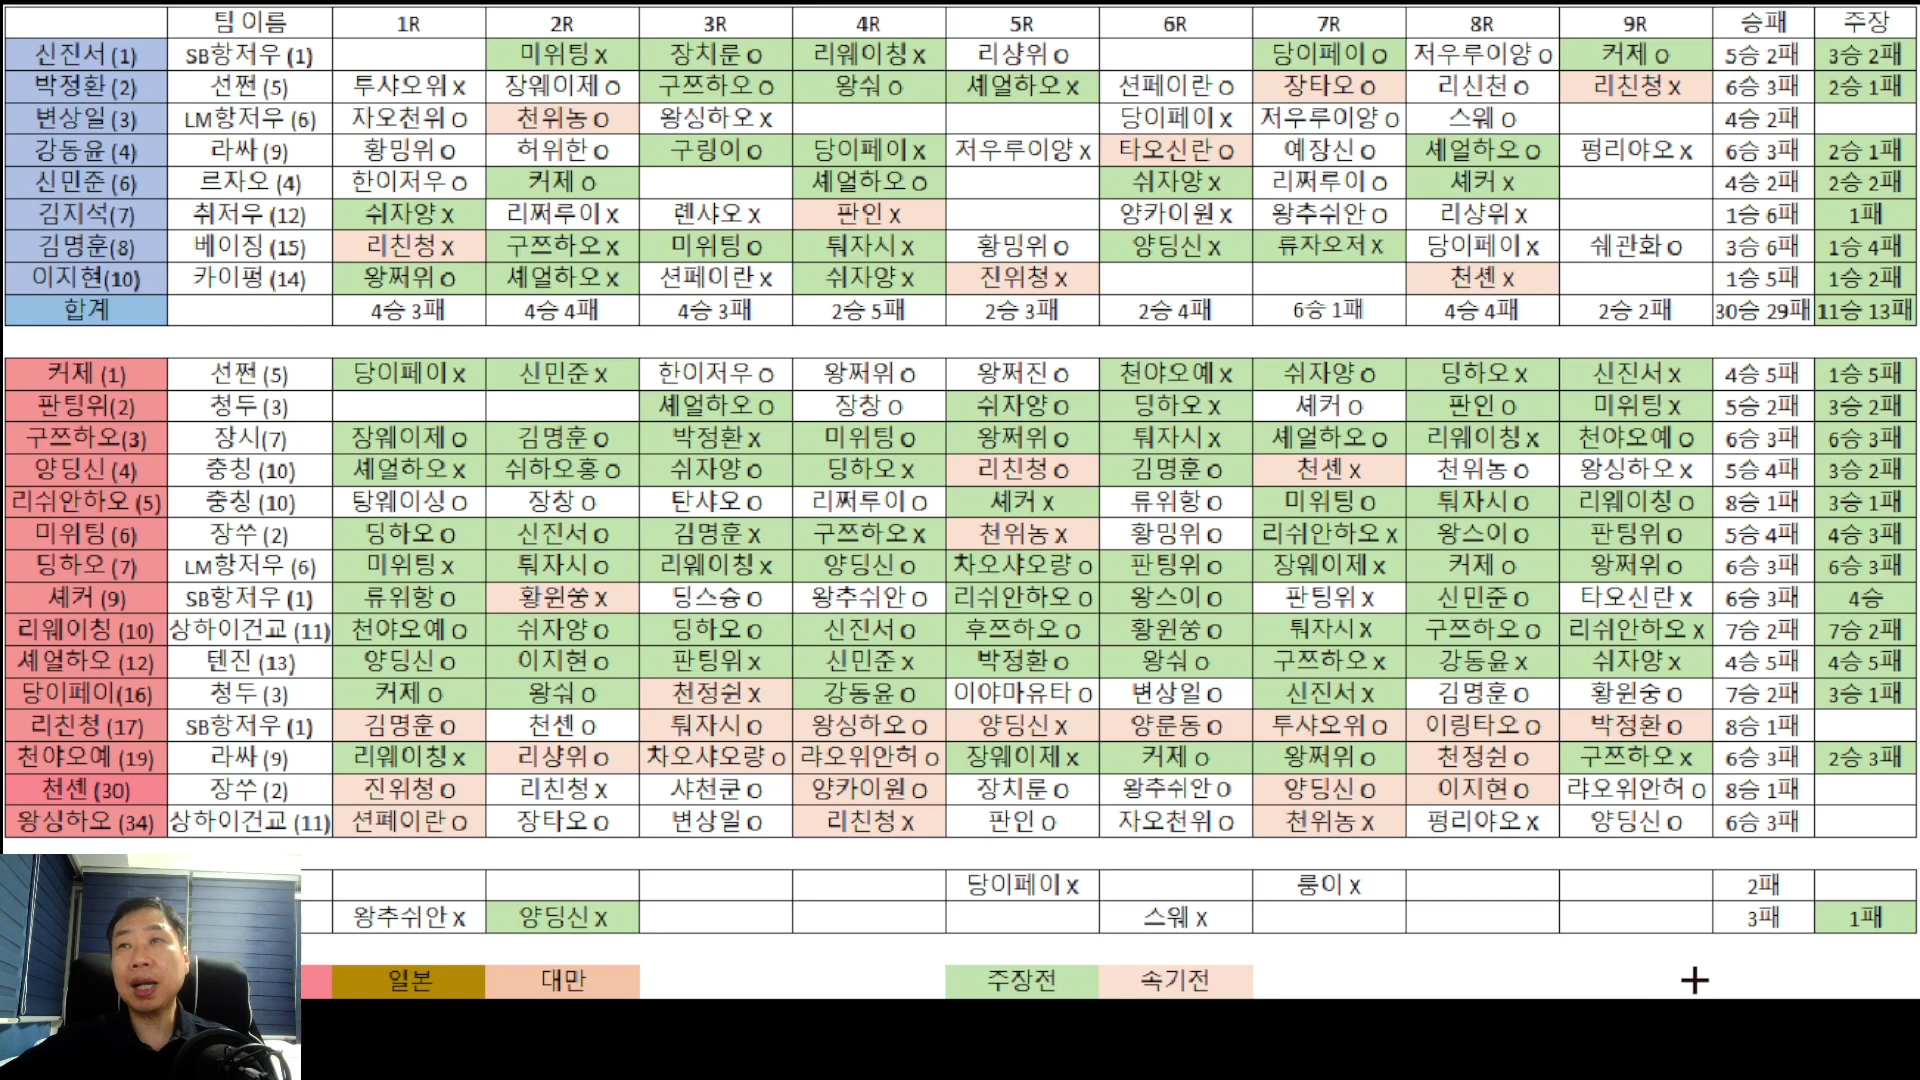 팀 이름 1R 2R 3R 4R 5R 6R 7R 8R 9R 승패 주장
신진서 (1) SB항저우 (1) 미위팅 X 장치룬 O 리웨이칭 X 리샹위 O 당이페이 O 저우루이양 O 커제 O 5승 2패 3승 2패
박정환 (2) 선쩐 (5) 투샤오위 X 장웨이제 O 구쯔하오 O 왕숴 O 셰얼하오 X 션페이란 O 장타오 O 리신천 O 리친청 X 6승 3패 2승 1패
변상일 (3) LM항저우 (6) 자오천위 O 천위농 O 왕싱하오 X 당이페이 X 저우루이양 O 스웨 O 4승 2패
강동윤 (4) 라싸 (9) 황밍위 O 허위한 O 구링이 O 당이페이 X 저우루이양 X 타오신란 O 예장신 O 셰얼하오 O 펑리야오 X 6승 3패 2승 1패
신민준 (6) 르자오 (4) 한이저우 O 커제 O 셰얼하오 O 쉬자양 X 리쩌루이 O 셰커 X 4승 2패 2승 2패
김지석(7) 취저우 (12) 쉬자양 X 리쩌루이 X 롄샤오 X 판인 X 양카이원 X 왕추쉬안 O 리샹위 X 1승 6패 1패
김명훈(8) 베이징 (15) 리친청 X 구쯔하오 X 미위팅 O 퉈자시 X 황밍위 O 양딩신 X 류자오저 X 당이페이 X 쉐관화 O 3승 6패 1승 4패
이지현(10) 카이펑 (14) 왕쩌위 O 셰얼하오 X 션페이란 X 쉬자양 X 진위청 X 천셴 X 1승 5패 1승 2패
합계 4승 3패 4승 4패 4승 3패 2승 5패 2승 3패 2승 4패 6승 1패 4승 4패 2승 2패 30승 29패 11승 13패
커제 (1) 선쩐 (5) 당이페이 X 신민준 X 한이저우 O 왕쩌위 O 왕쩌진 O 천야오예 X 쉬자양 O 딩하오 X 신진서 X 4승 5패 1승 5패
판팅위(2) 청두 (3) 셰얼하오 O 장창 O 쉬자양 O 딩하오 X 셰커 O 판인 O 미위팅 X 5승 2패 3승 2패
구쯔하오(3) 장시(7) 장웨이제 O 김명훈 O 박정환 X 미위팅 O 왕쩌위 O 퉈자시 X 셰얼하오 O 리웨이칭 X 천야오예 O 6승 3패 6승 3패
양딩신 (4) 충칭 (10) 셰얼하오 X 쉬하오홍 O 쉬자양 O 딩하오 X 리친청 O 김명훈 O 천셴 X 천위농 O 왕싱하오 X 5승 4패 3승 2패
리쉬안하오 (5) 충칭 (10) 탕웨이싱 O 장창 O 탄샤오 O 리쩌루이 O 셰커 X 류위항 O 미위팅 O 퉈자시 O 리웨이칭 O 8승 1패 3승 1패
미위팅 (6) 장쑤 (2) 딩하오 O 신진서 O 김명훈 X 구쯔하오 X 천위농 X 황밍위 O 리쉬안하오 X 왕스이 O 판팅위 O 5승 4패 4승 3패
딩하오 (7) LM항저우 (6) 미위팅 X 퉈자시 O 리웨이칭 X 양딩신 O 차오샤오량 O 판팅위 O 장웨이제 X 커제 O 왕쩌위 O 6승 3패 6승 3패
셰커 (9) SB항저우 (1) 류위항 O 황윈쑹 X 딩스슝 O 왕추쉬안 O 리쉬안하오 O 왕스이 O 판팅위 X 신민준 O 타오신란 X 6승 3패 4승
리웨이칭 (10) 상하이건교 (11) 천야오예 O 쉬자양 O 딩하오 O 신진서 O 후쯔하오 O 황윈쑹 O 퉈자시 X 구쯔하오 O 리쉬안하오 X 7승 2패 7승 2패
셰얼하오 (12) 텐진 (13) 양딩신 O 이지현 O 판팅위 X 신민준 X 박정환 O 왕숴 O 구쯔하오 X 강동윤 X 쉬자양 X 4승 5패 4승 5패
당이페이(16) 청두 (3) 커제 O 왕숴 O 천정쉰 X 강동윤 O 이야마유타 O 변상일 O 신진서 X 김명훈 O 황윈숭 O 7승 2패 3승 1패
리친청 (17) SB항저우 (1) 김명훈 O 천셴 O 퉈자시 O 왕싱하오 O 양딩신 X 양룬동 O 투샤오위 O 이링타오 O 박정환 O 8승 1패
천야오예 (19) 라싸 (9) 리웨이칭 X 리샹위 O 차오샤오량 O 랴오위안허 O 장웨이제 X 커제 O 왕쩌위 O 천정쉰 O 구쯔하오 X 6승 3패 2승 3패
천셴 (30) 장쑤 (2) 진위청 O 리친청 X 샤천쿤 O 양카이원 O 장치룬 O 왕추쉬안 O 양딩신 O 이지현 O 랴오위안허 O 8승 1패
왕싱하오 (34) 상하이건교 (11) 션페이란 O 장타오 O 변상일 O 리친청 X 판인 O 자오천위 O 천위농 X 펑리야오 X 양딩신 O 6승 3패
당이페이 X 룽이 X 2패
왕추쉬안 X 양딩신 X 스웨 X 3패 1패
일본 대만 주장전 속기전